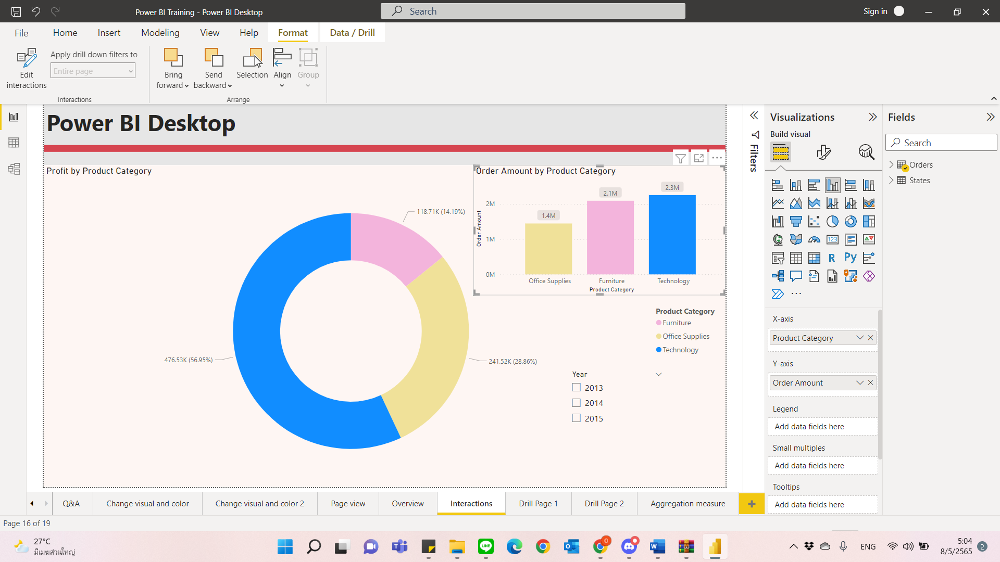 Power BI Training - Power BI Desktop
Search
Sign in
File
Home
Insert
Modeling
View
Help
Format
Data / Drill
Edit
interactions
Apply drill down filters to
Entire page
Interactions
Bring
forward
Send
backward
Selection
Align
Group
Arrange
Power BI Desktop
Profit by Product Category
118.71K (14.19%)
476.53K (56.95%)
241.52K (28.86%)
Order Amount by Product Category
Order Amount
2M
1M
0M
1.4M
2.1M
2.3M
Office Supplies
Furniture
Technology
Product Category
Product Category
Furniture
Office Supplies
Technology
Year
2013
2014
2015
Filters
Visualizations
Build visual
123
R
Py
X-axis
Product Category
Y-axis
Order Amount
Legend
Add data fields here
Small multiples
Add data fields here
Tooltips
Add data fields here
Fields
Search
Orders
States
Q&A
Change visual and color
Change visual and color 2
Page view
Overview
Interactions
Drill Page 1
Drill Page 2
Aggregation measure
Page 16 of 19
27°C
มีเมฆส่วนใหญ่
LINE
0
ENG
5:04
8/5/2565
2